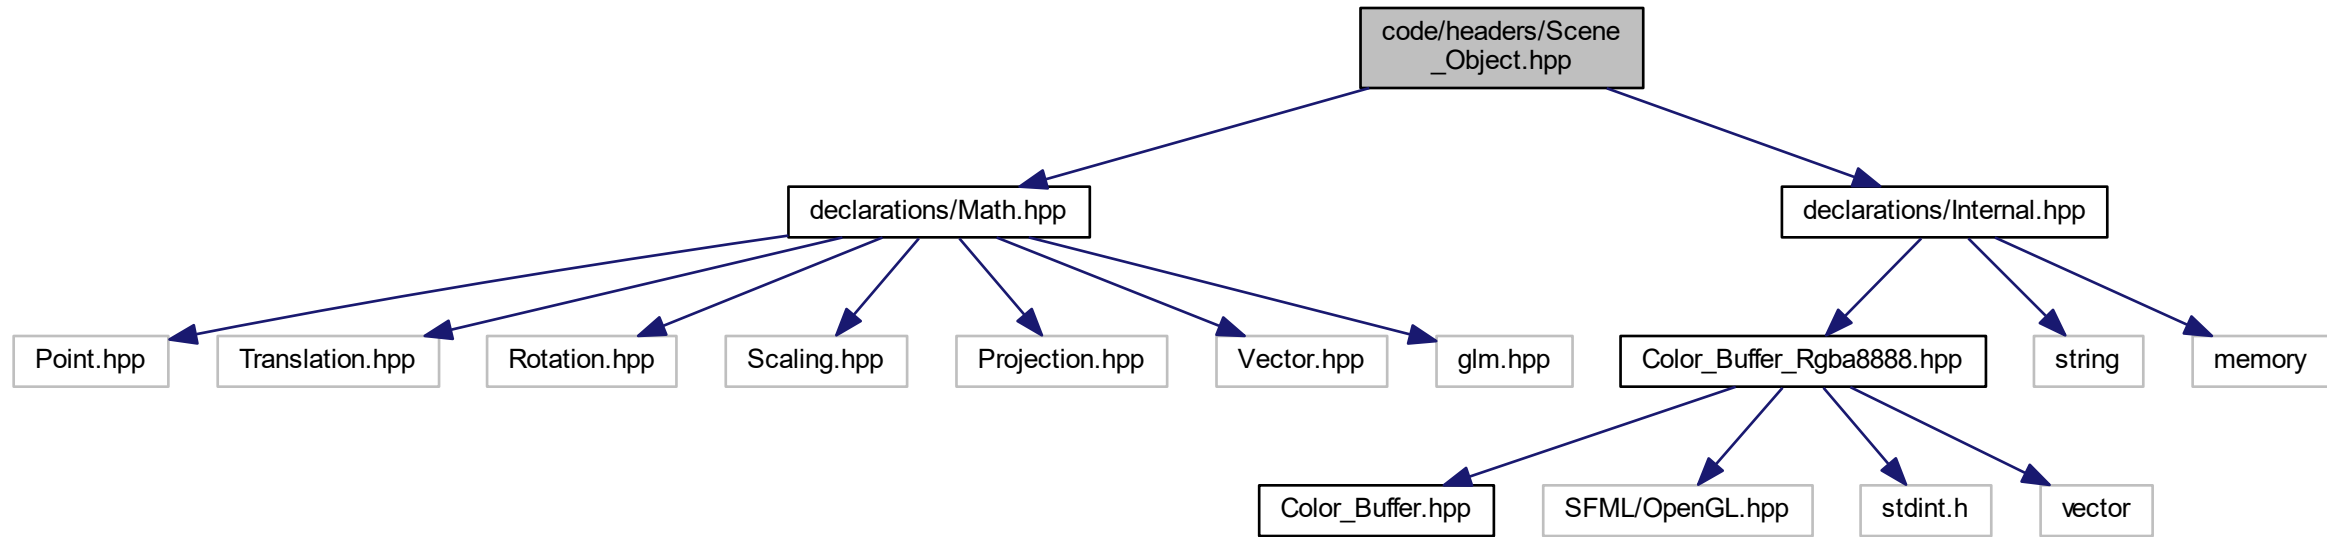 code/headers/Scene
_Object.hpp
declarations/Math.hpp
declarations/Internal.hpp
Point.hpp
Translation.hpp
Rotation.hpp
Scaling.hpp
Projection.hpp
Vector.hpp
glm.hpp
Color_Buffer_Rgba8888.hpp
string
memory
Color_Buffer.hpp
SFML/OpenGL.hpp
stdint.h
vector